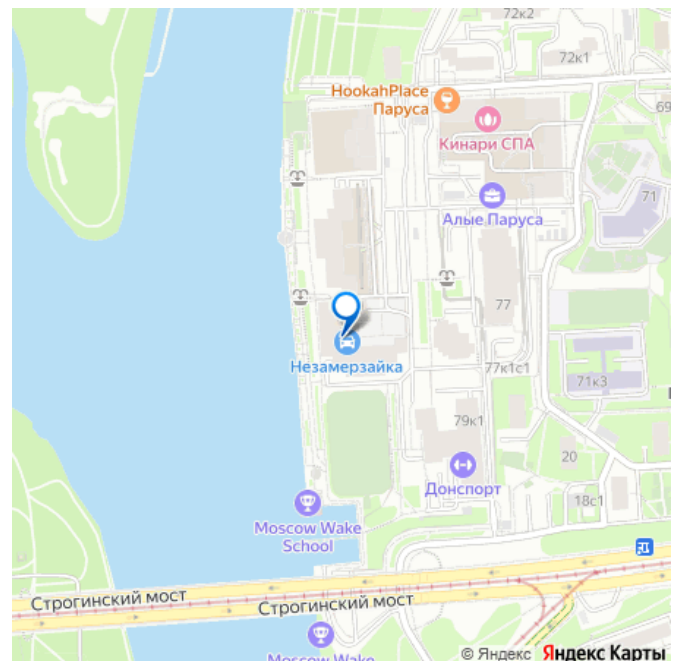 72к2
72к1
HookahPlace
Паруса
69
Кинари СПА
71
Алые Паруса
77
Незамерзайка
77к1с1
71к3
79к1
20
Донспорт
18с1
Moscow Wake
School
Строгинский мост
Строгинский мост
Moscow Wake
© Яндекс Яндекс Карты